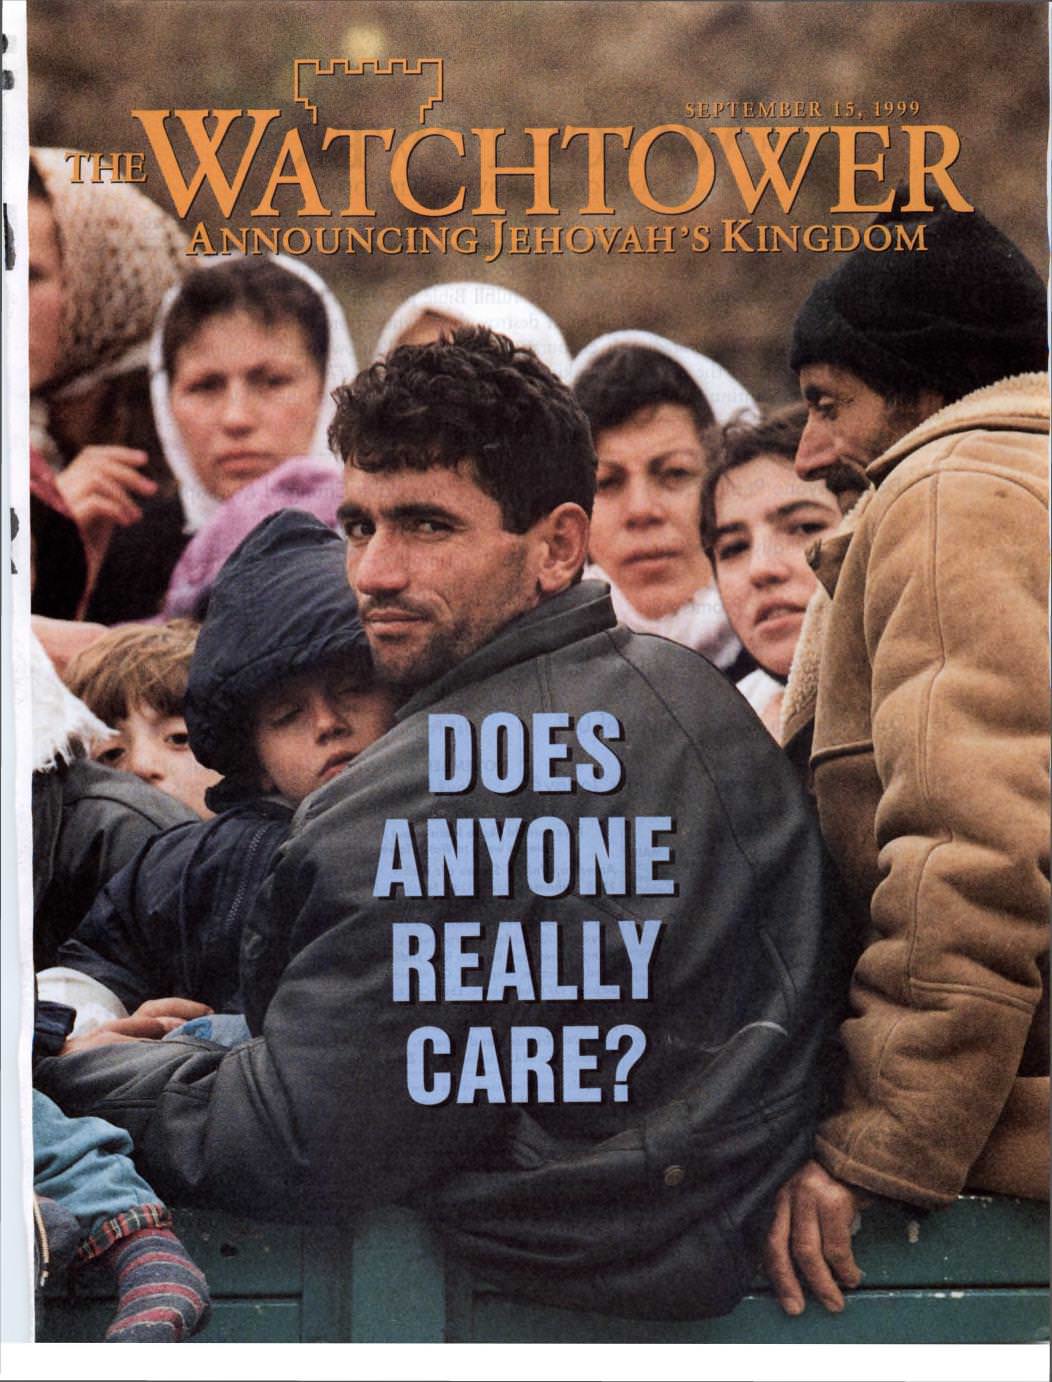 SEPTEMBER 15, 1999
THE WATCHTOWER
ANNOUNCING JEHOVAH'S KINGDOM
DOES
ANYONE
REALLY
CARE?